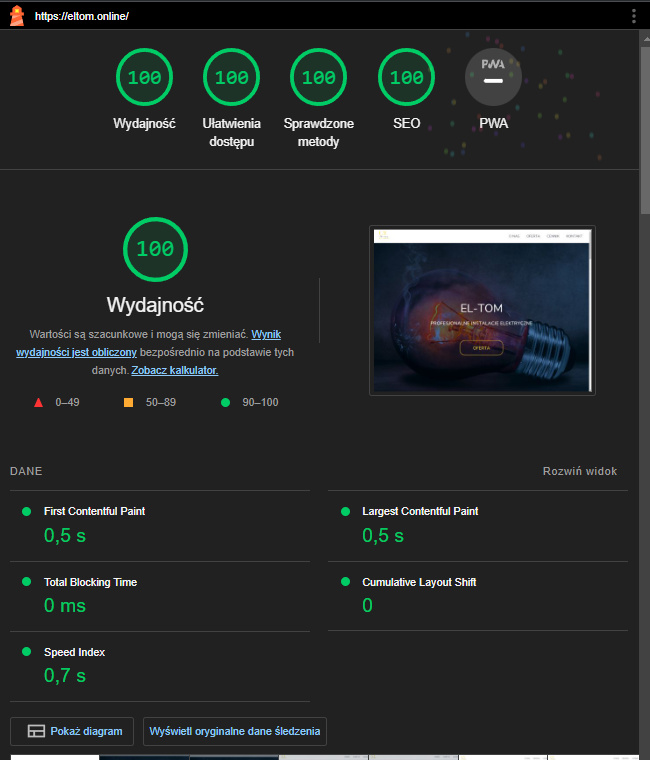 https://eltom.online/
100
100
100
100
PWA
Wydajność
Ułatwienia dostępu
Sprawdzone metody
SEO
PWA
100
Wydajność
Wartości są szacunkowe i mogą się zmieniać. Wynik
wydajności jest obliczony bezpośrednio na podstawie tych
danych. Zobacz kalkulator.
0–49
50–89
90–100
EL-TOM
PROFESJONALNE INSTALACJE ELEKTRYCZNE
OFERTA
O NAS OFERTA CENNIK KONTAKT
DANE
Rozwiń widok
First Contentful Paint
0,5 s
Largest Contentful Paint
0,5 s
Total Blocking Time
0 ms
Cumulative Layout Shift
0
Speed Index
0,7 s
Pokaż diagram
Wyświetl oryginalne dane śledzenia